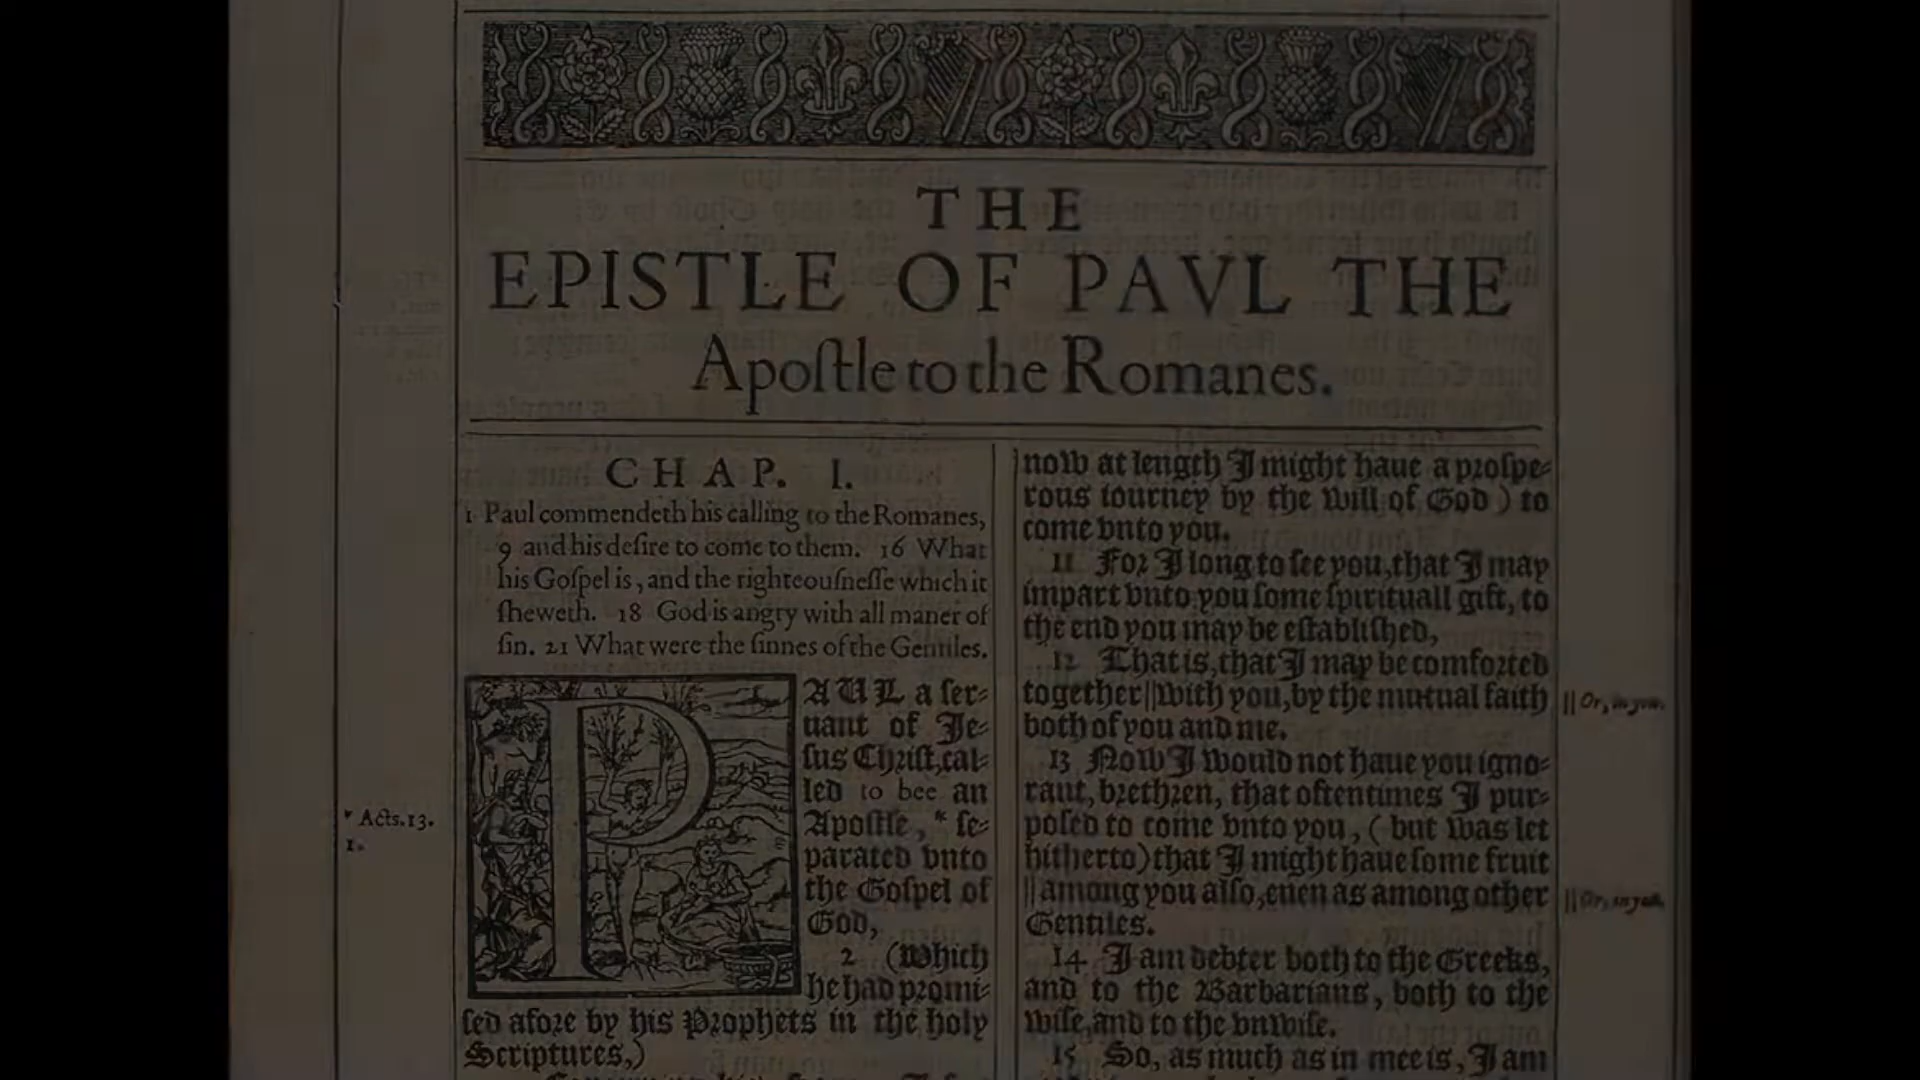 THE
EPISTLE OF PAVL THE
Apoſtle to the Romanes.
CHAP. I.
1 Paul commendeth his calling to the Romanes,
9 and his deſire to come to them. 16 What
his Goſpel is, and the righteouſneſſe which it
ſheweth. 18 God is angry with all maner of
ſin. 21 What were the ſinnes of the Gentiles.
PAUL a ſer-
uant of Je-
ſus Chriſt, cal-
led to bee an
Apoſtle, * ſe-
parated vnto
the Goſpel of
God,
2 (Which
he had promi-
ſed afore by his Prophets in the holy
Scriptures,)
* Acts.13.
1.
now at length I might haue a proſpe-
rous iourney by the will of God ) to
come vnto you.
11 For I long to ſee you, that I may
impart vnto you ſome ſpirituall gift, to
the end you may be eſtabliſhed,
12 That is, that I may be comforted
together || with you, by the mutual faith
both of you and me.
13 Now I would not haue you igno-
rant, brethren, that oftentimes I pur-
poſed to come vnto you, ( but was let
hitherto) that I might haue ſome fruit
|| among you alſo, euen as among other
Gentiles.
14 I am debter both to the Greeks,
and to the Barbarians, both to the
wiſe, and to the vnwiſe.
15 So, as much as in mee is, I am
|| Or, in you.
|| Or, in you.